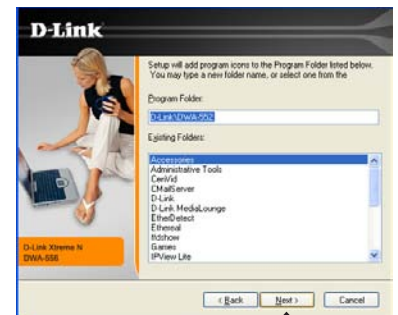 D-Link
Setup will add program icons to the Program Folder listed below.
You may type a new folder name, or select one from the
Program Folder:
D-Link\DWA-552
Existing Folders:
Accessories
Administrative Tools
CenVid
CMailServer
D-Link
D-Link MediaLounge
EtherDetect
Ethereal
ffdshow
Games
IPView Lite
D-Link Xtreme N
DWA-556
< Back
Next >
Cancel